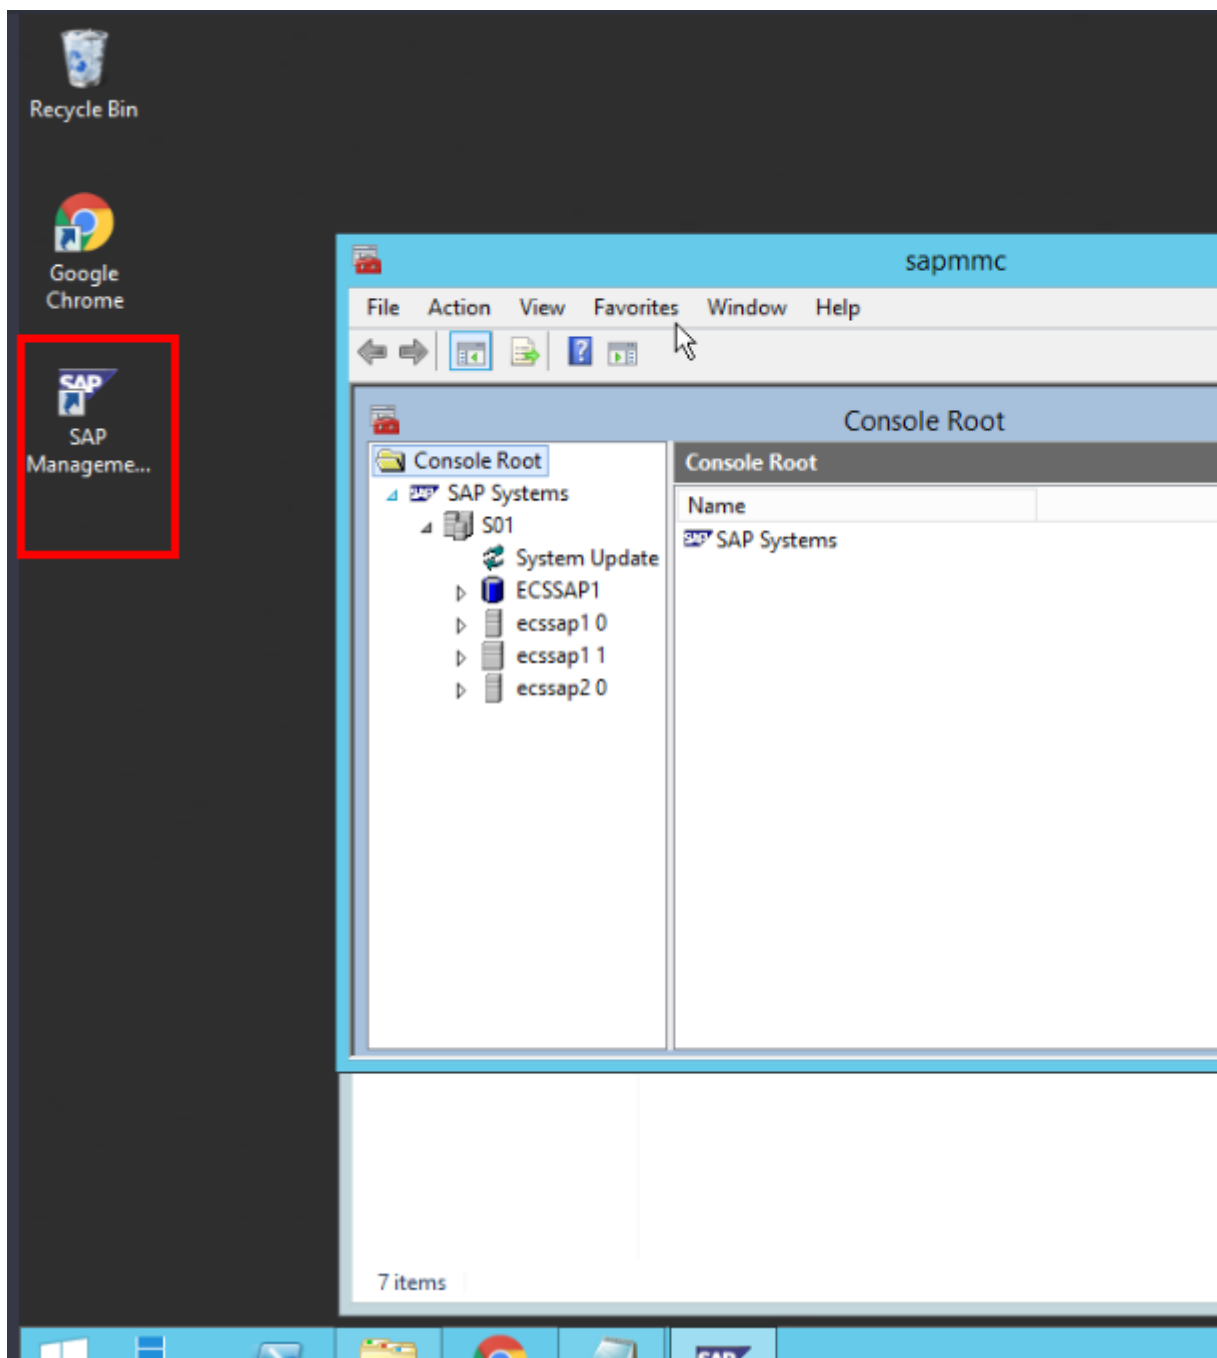 Recycle Bin
Google
Chrome
SAP
SAP
Manageme...
sapmmc
File Action View Favorites Window Help
?
Console Root
Console Root
SAP Systems
S01
System Update
ECSSAP1
ecssap1 0
ecssap1 1
ecssap2 0
Console Root
Name
SAP Systems
7 items
SAP